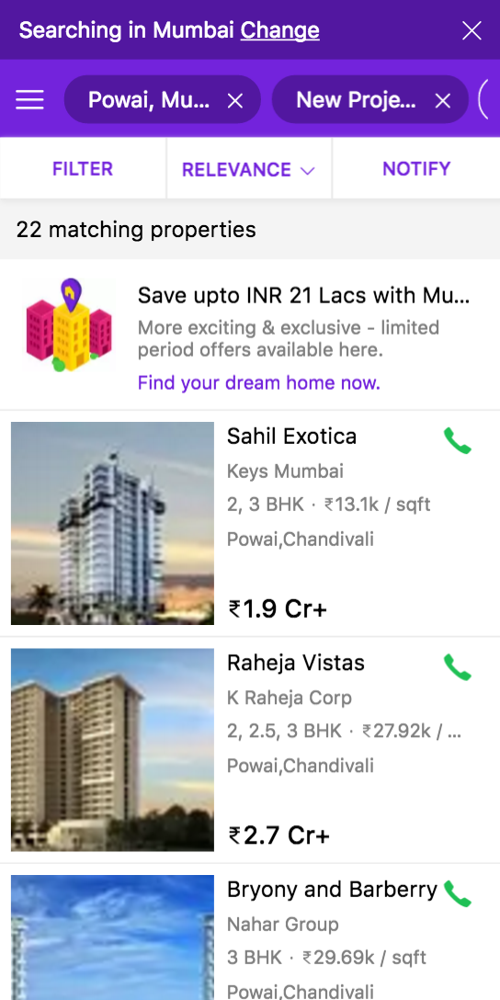 Searching in Mumbai Change
Powai, Mu...
New Proje...
FILTER
RELEVANCE
NOTIFY
22 matching properties
Save upto INR 21 Lacs with Mu...
More exciting & exclusive - limited
period offers available here.
Find your dream home now.
Sahil Exotica
Keys Mumbai
2, 3 BHK · ₹13.1k / sqft
Powai,Chandivali
₹1.9 Cr+
Raheja Vistas
K Raheja Corp
2, 2.5, 3 BHK · ₹27.92k / ...
Powai,Chandivali
₹2.7 Cr+
Bryony and Barberry
Nahar Group
3 BHK · ₹29.69k / sqft
Powai,Chandivali